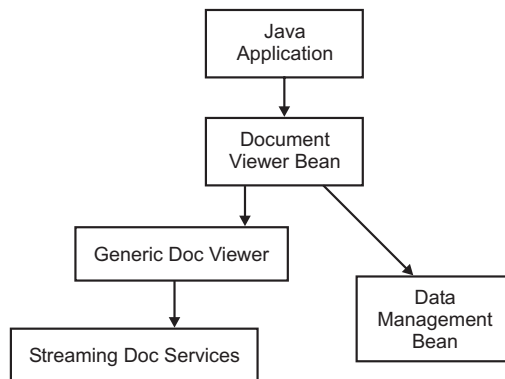 Java
Application
Document
Viewer Bean
Generic Doc Viewer
Data
Management
Bean
Streaming Doc Services